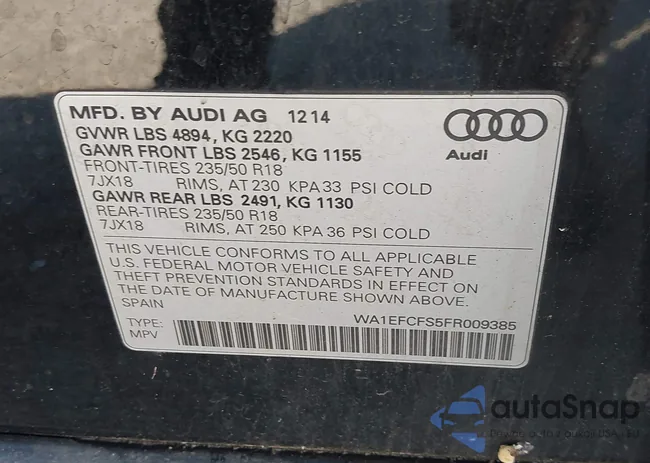 MFD. BY AUDI AG 12 14
GVWR LBS 4894, KG 2220
GAWR FRONT LBS 2546, KG 1155
FRONT-TIRES 235/50 R18
7JX18 RIMS, AT 230 KPA 33 PSI COLD
GAWR REAR LBS 2491, KG 1130
REAR-TIRES 235/50 R18
7JX18 RIMS, AT 250 KPA 36 PSI COLD
Audi
THIS VEHICLE CONFORMS TO ALL APPLICABLE
U.S. FEDERAL MOTOR VEHICLE SAFETY AND
THEFT PREVENTION STANDARDS IN EFFECT ON
THE DATE OF MANUFACTURE SHOWN ABOVE.
SPAIN
WA1EFCFS5FR009385
TYPE:
MPV
autaSnap